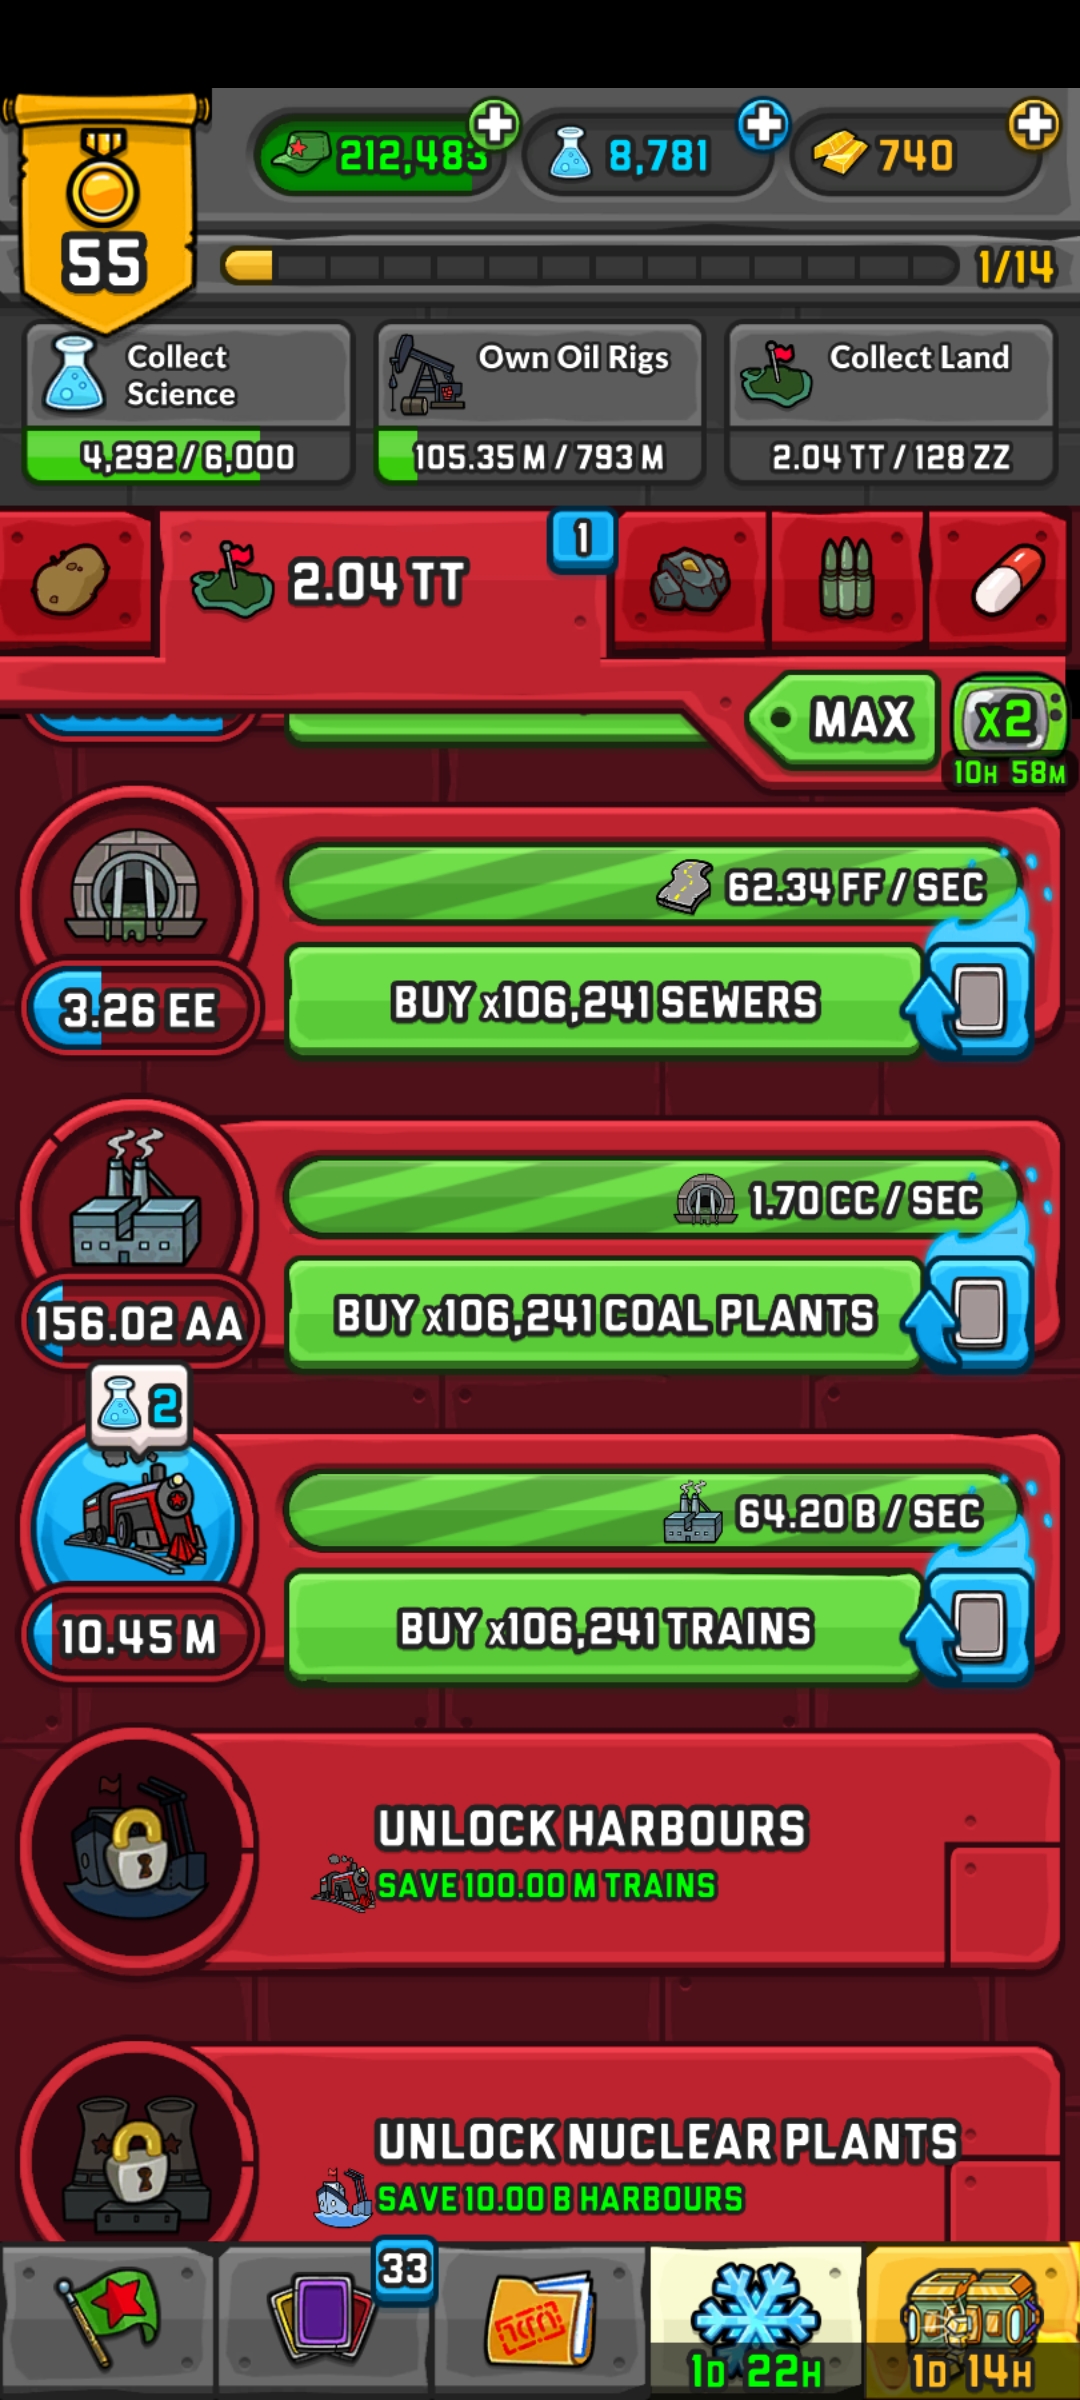 55
212,483
8,781
740
1/14
Collect
Science
4,292 / 6,000
Own Oil Rigs
105.35 M / 793 M
Collect Land
2.04 TT / 128 ZZ
2.04 TT
1
MAX
x2
10H 58M
62.34 FF / SEC
3.26 EE
BUY x106,241 SEWERS
1.70 CC / SEC
156.02 AA
BUY x106,241 COAL PLANTS
2
64.20 B / SEC
10.45 M
BUY x106,241 TRAINS
UNLOCK HARBOURS
SAVE 100.00 M TRAINS
UNLOCK NUCLEAR PLANTS
SAVE 10.00 B HARBOURS
33
1D 22H
1D 14H